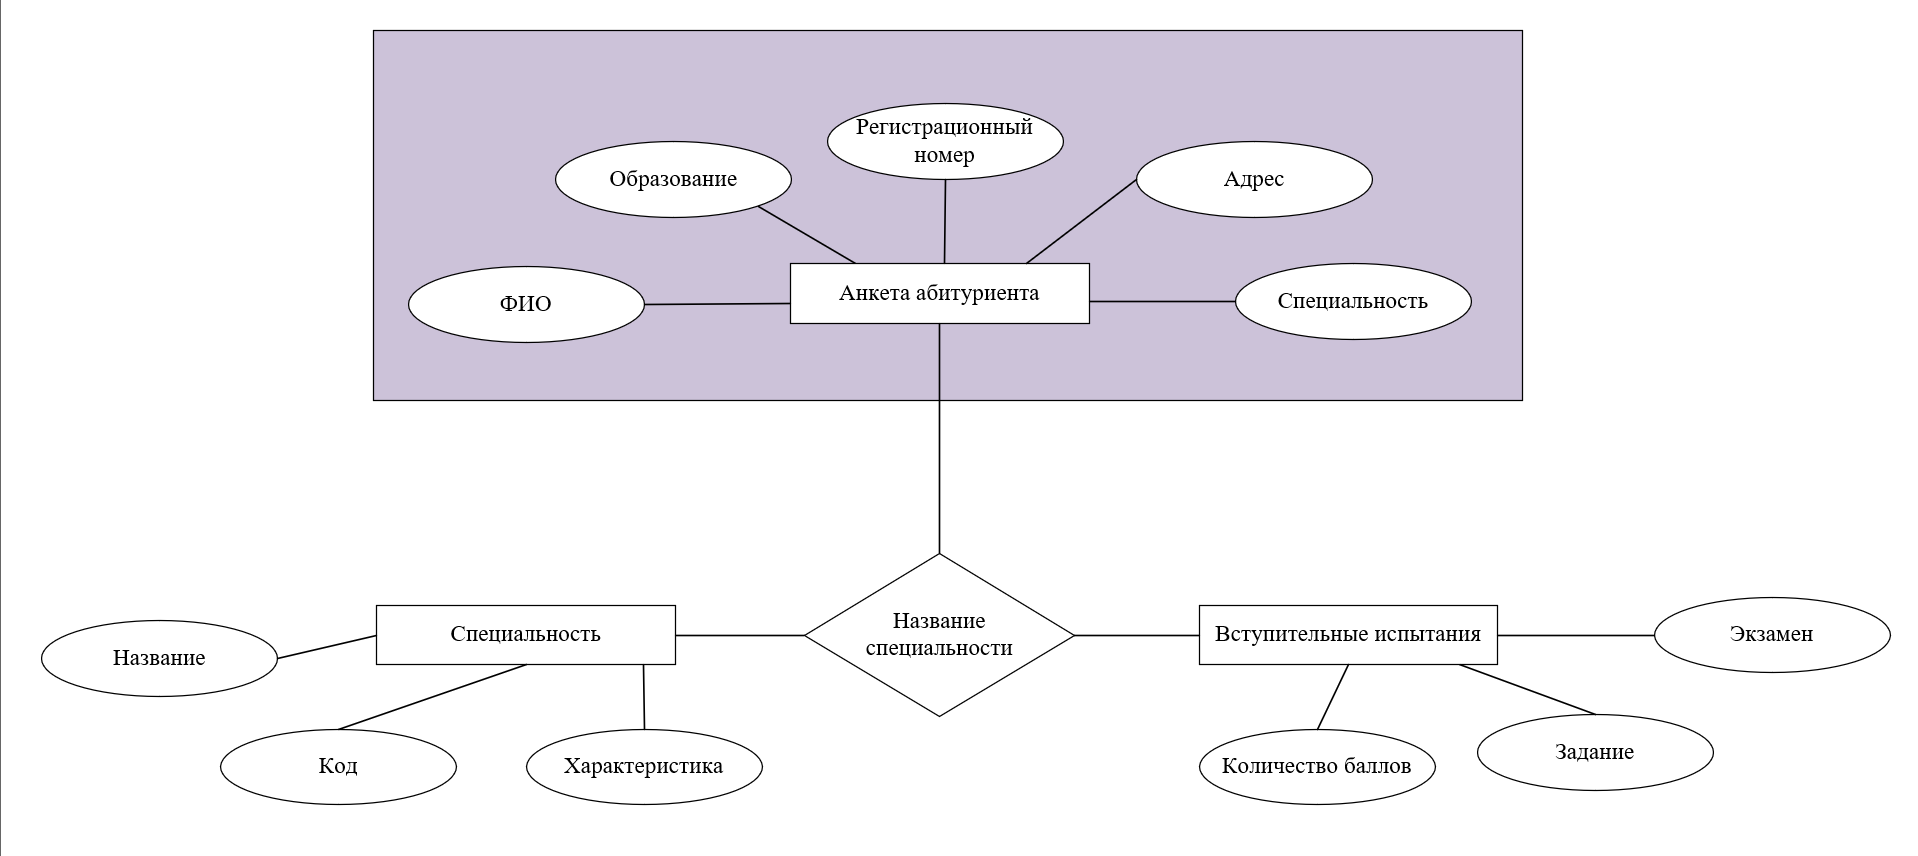 Регистрационный
номер
Образование
Адрес
ФИО
Анкета абитуриента
Специальность
Название
специальности
Специальность
Вступительные испытания
Экзамен
Название
Код
Характеристика
Количество баллов
Задание